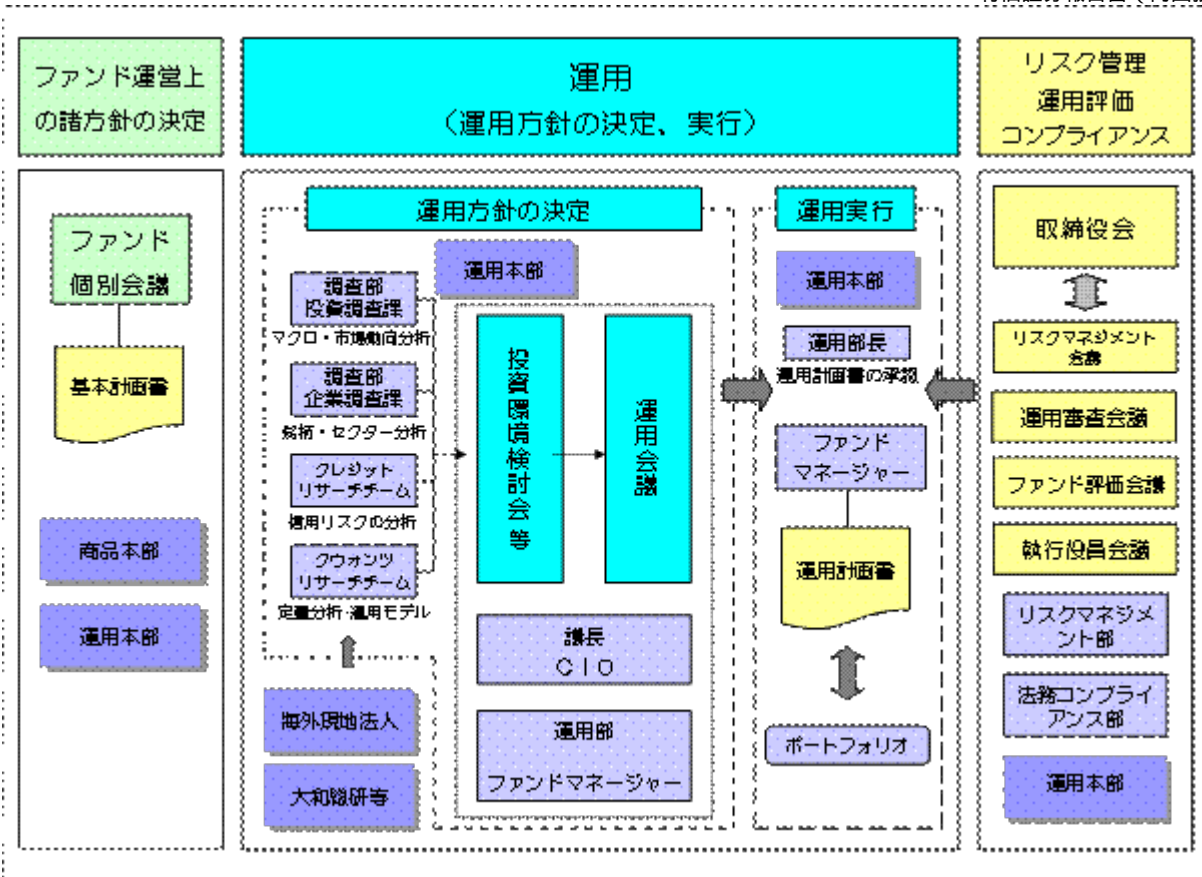 ファンド運営上
の諸方針の決定
運用
(運用方針の決定、実行)
リスク管理
運用評価
コンプライアンス
ファンド
個別会議
基本計画書
商品本部
運用本部
運用方針の決定
運用本部
調査部
投資調査課
マクロ・市場動向分析
調査部
企業調査課
銘柄・セクター分析
クレジット
リサーチチーム
信用リスクの分析
クウォンツ
リサーチチーム
定量分析・運用モデル
海外現地法人
大和総研等
投資環境検討会 等
運用会議
議長
CIO
運用部
ファンドマネージャー
運用実行
運用本部
運用部長
運用計画書の承認
ファンド
マネージャー
運用計画書
ポートフォリオ
取締役会
リスクマネジメント
会議
運用審査会議
ファンド評価会議
執行役員会議
リスクマネジメ
ント部
法務コンプライ
アンス部
運用本部